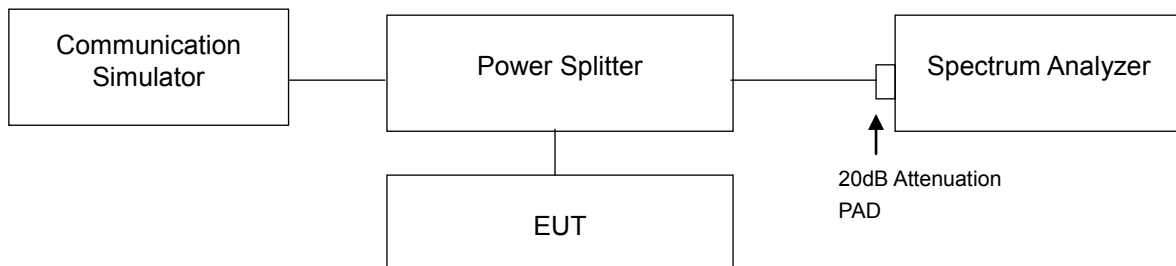 Communication
Simulator
Power Splitter
Spectrum Analyzer
20dB Attenuation
PAD
EUT